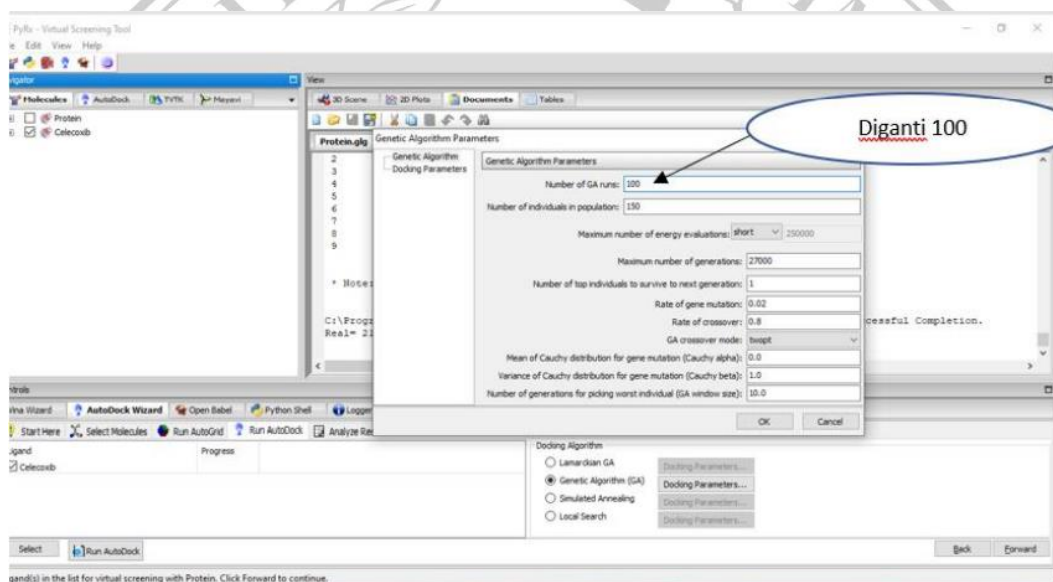 PyRx - Virtual Screening Tool
Edit View Help
View
Molecules AutoDock TVTK Mayavi
3D Scene 2D Plots Documents Tables
Protein
Celecoxib
Protein.glg
Genetic Algorithm Parameters
Diganti 100
Genetic Algorithm
Docking Parameters
Genetic Algorithm Parameters
2
3
4
5
6
7
8
9
Number of GA runs: 100
Number of individuals in population: 150
Maximum number of energy evaluations: short 250000
Maximum number of generations: 27000
Number of top individuals to survive to next generation: 1
Rate of gene mutation: 0.02
Rate of crossover: 0.8
GA crossover mode: twopt
Mean of Cauchy distribution for gene mutation (Cauchy alpha): 0.0
Variance of Cauchy distribution for gene mutation (Cauchy beta): 1.0
Number of generations for picking worst individual (GA window size): 10.0
OK Cancel
* Note:
C:\Progr
cessful Completion.
Real= 21
Wizard AutoDock Wizard Open Babel Python Shell Logger
Start Here Select Molecules Run AutoGrid Run AutoDock Analyze Re
Progress
Celecoxib
Docking Algorithm
Lamarckian GA Docking Parameters...
Genetic Algorithm (GA) Docking Parameters...
Simulated Annealing Docking Parameters...
Local Search Docking Parameters...
Select Run AutoDock
Back Forward
in the list for virtual screening with Protein. Click Forward to continue.